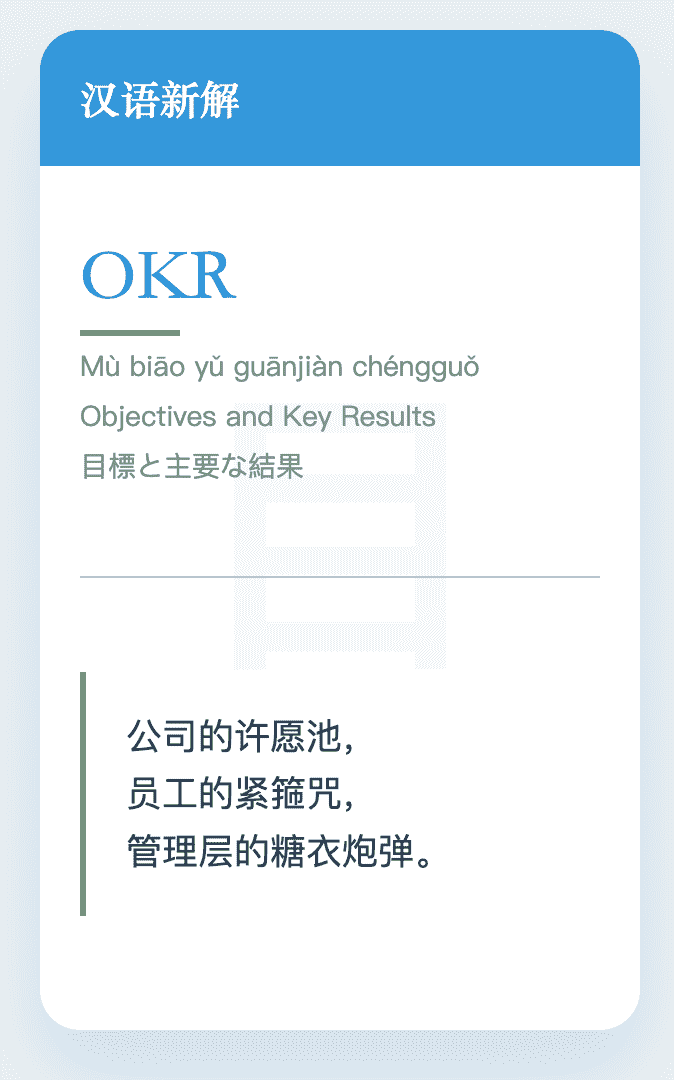 汉语新解
OKR
Mù biāo yǔ guānjiàn chéngguǒ
Objectives and Key Results
目標と主要な結果
目
公司的许愿池，
员工的紧箍咒，
管理层的糖衣炮弹。